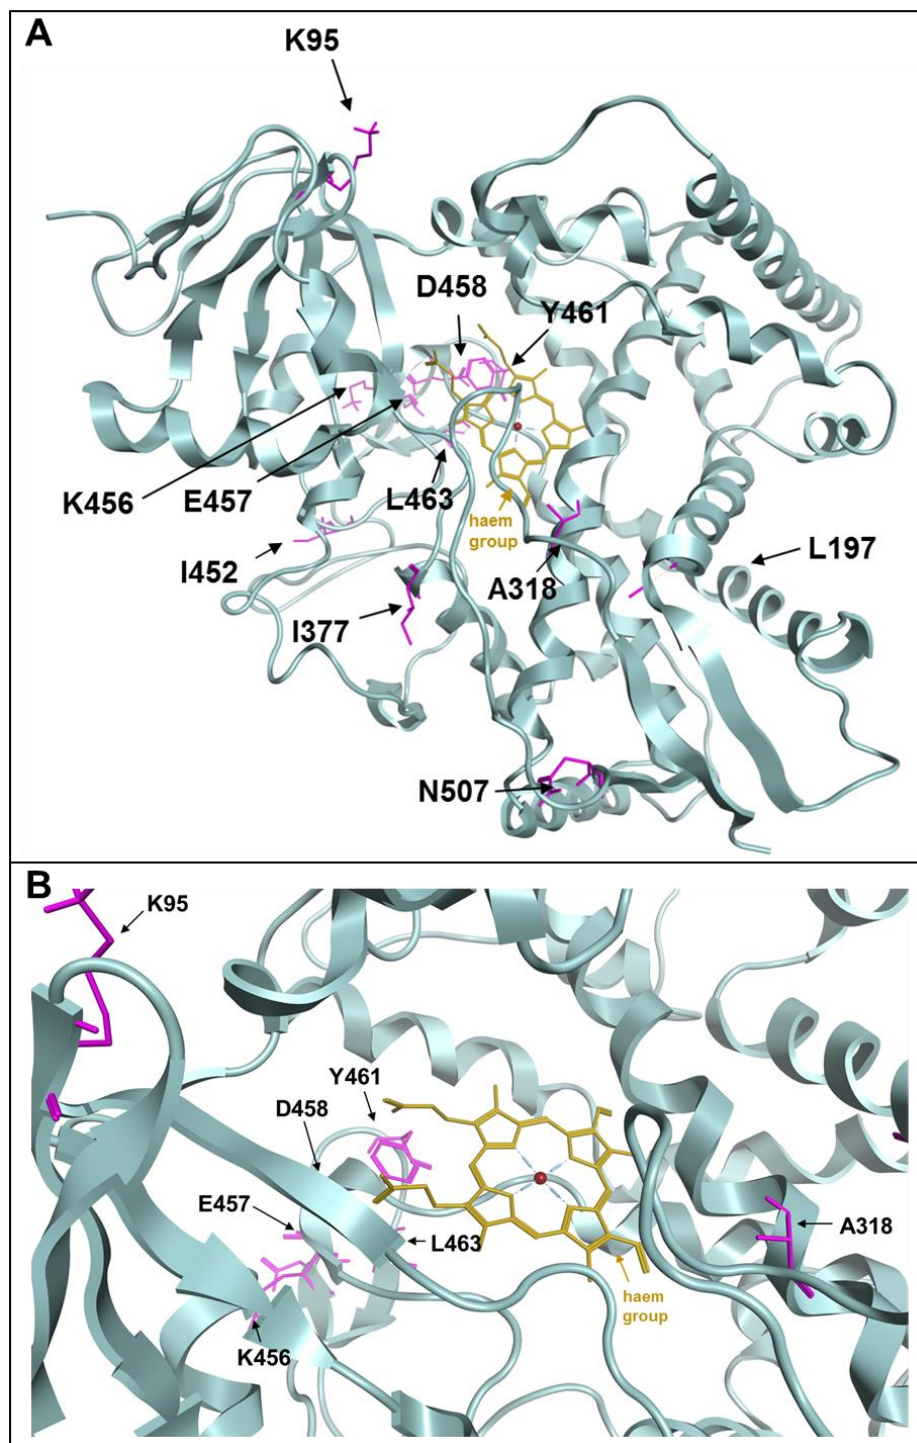 A
K95
D458
Y461
K456
E457
L463
haem
group
I452
A318
L197
I377
N507
B
K95
Y461
D458
E457
L463
A318
haem
group
K456